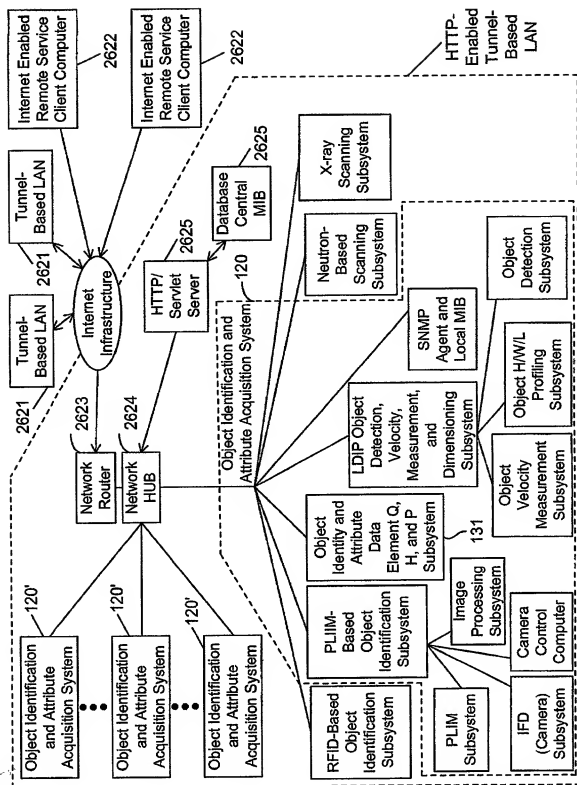 Tunnel-
Based LAN
2621
Tunnel-
Based LAN
2621
Internet Enabled
Remote Service
Client Computer
2622
Internet Enabled
Remote Service
Client Computer
2622
Internet
Infrastructure
Network
Router
2623
Network
HUB
2624
HTTP/
Servlet
Server
2625
Database
Central
MIB
2625
HTTP-
Enabled
Tunnel-
Based LAN
Object Identification
and Attribute
Acquisition System
120'
Object Identification
and Attribute
Acquisition System
120'
Object Identification
and Attribute
Acquisition System
120'
Object Identification and
Attribute Acquisition System
120
RFID-Based
Object
Identification
Subsystem
PLIIM-Based
Object Identification
Subsystem
Object
Identity and
Attribute
Data
Element Q,
H, and P
Subsystem
131
LDIP Object
Detection,
Velocity,
Measurement,
and
Dimensioning
Subsystem
SNMP
Agent and
Local MIB
Neutron-
Based
Scanning
Subsystem
X-ray
Scanning
Subsystem
PLIM
Subsystem
IFD
(Camera)
Subsystem
Camera
Control
Computer
Image
Processing
Subsystem
Object
Velocity
Measurement
Subsystem
Object H/W/L
Profiling
Subsystem
Object
Detection
Subsystem